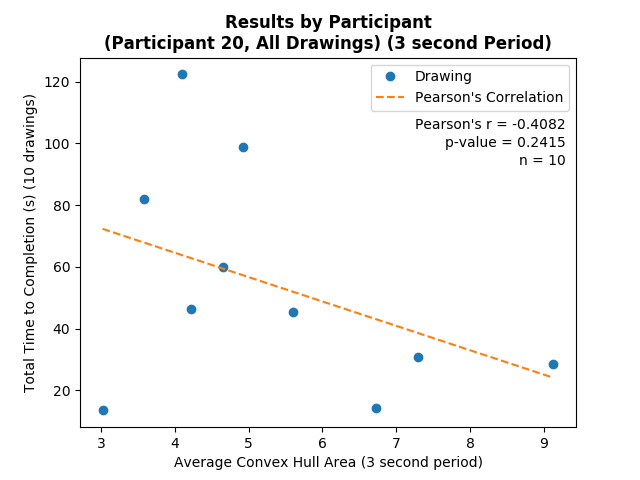 Results by Participant
(Participant 20, All Drawings) (3 second Period)
Drawing
Pearson's Correlation
Pearson's r = -0.4082
p-value = 0.2415
n = 10
Total Time to Completion (s) (10 drawings)
120
100
80
60
40
20
3 4 5 6 7 8 9
Average Convex Hull Area (3 second period)